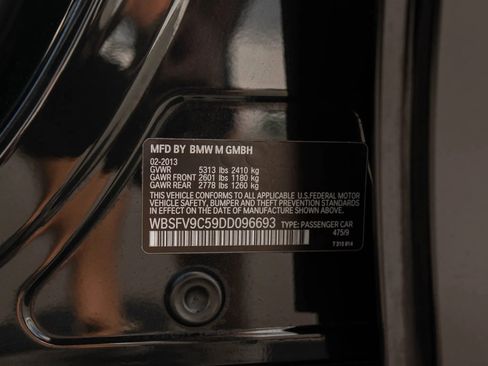 MFD BY BMW M GMBH
02-2013
GVWR 5313 lbs 2410 kg
GAWR FRONT 2601 lbs 1180 kg
GAWR REAR 2778 lbs 1260 kg
THIS VEHICLE CONFORMS TO ALL APPLICABLE U.S.FEDERAL MOTOR
VEHICLE SAFETY, BUMPER AND THEFT PREVENTION STANDARDS IN
EFFECT ON THE DATE OF MANUFACTURE SHOWN ABOVE.
WBSFV9C59DD096693 TYPE: PASSENGER CAR
475/9
T 310 814